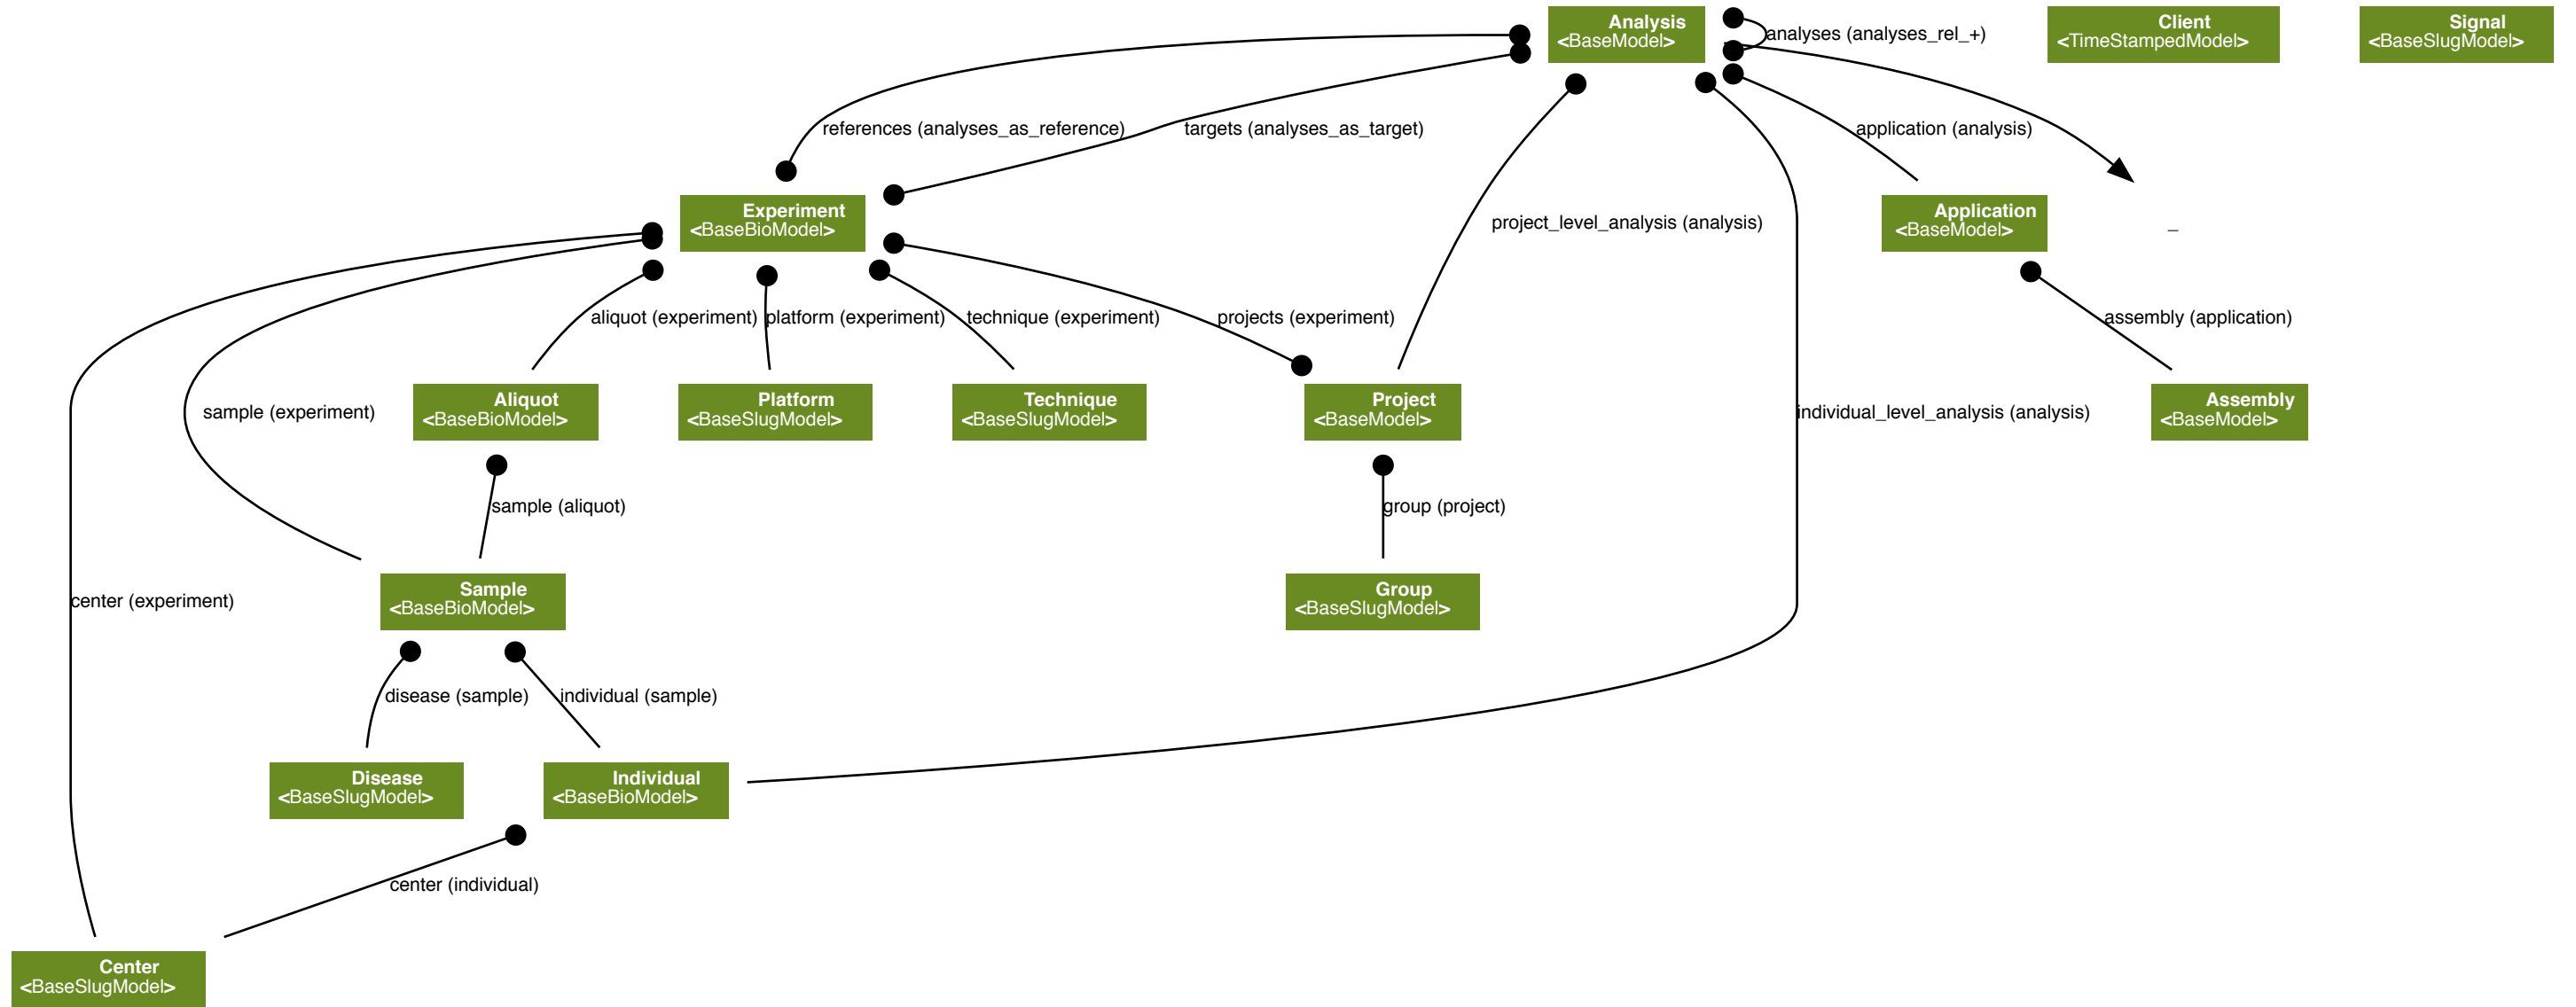 Analysis
<BaseModel>
analyses (analyses_rel_+)
Client
<TimeStampedModel>
Signal
<BaseSlugModel>
references (analyses_as_reference)
targets (analyses_as_target)
application (analysis)
Experiment
<BaseBioModel>
project_level_analysis (analysis)
Application
<BaseModel>
_
aliquot (experiment)
platform (experiment)
technique (experiment)
projects (experiment)
assembly (application)
sample (experiment)
Aliquot
<BaseBioModel>
Platform
<BaseSlugModel>
Technique
<BaseSlugModel>
Project
<BaseModel>
individual_level_analysis (analysis)
Assembly
<BaseModel>
sample (aliquot)
group (project)
center (experiment)
Sample
<BaseBioModel>
Group
<BaseSlugModel>
disease (sample)
individual (sample)
Disease
<BaseSlugModel>
Individual
<BaseBioModel>
center (individual)
Center
<BaseSlugModel>